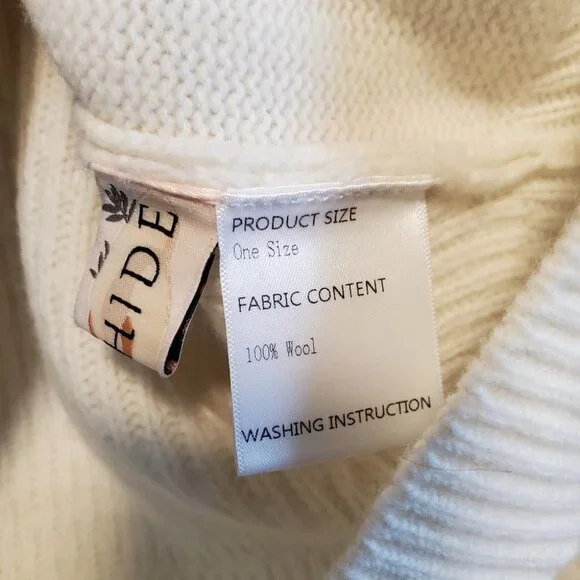 HIDE
PRODUCT SIZE
One Size
FABRIC CONTENT
100% Wool
WASHING INSTRUCTION